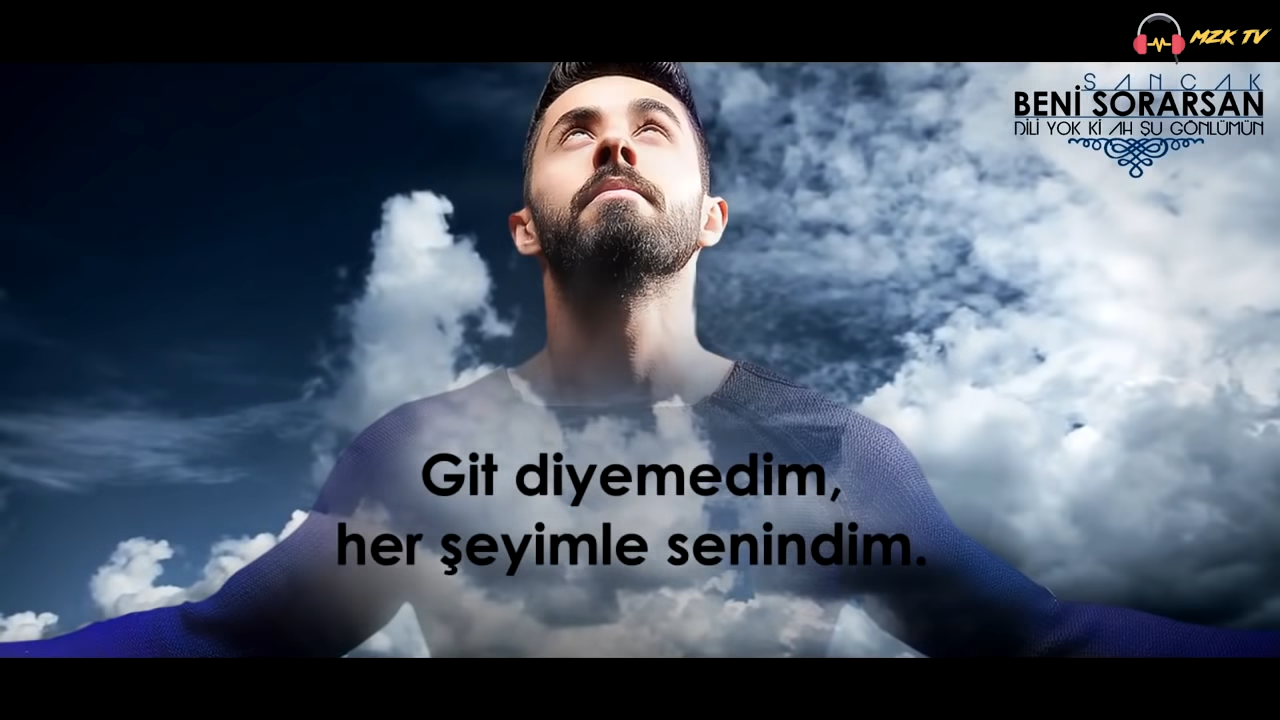 MZK TV
SANCAK
BENİ SORARSAN
DİLİ YOK Kİ AH ŞU GÖNLÜMÜN
Git diyemedim,
her şeyimle senindim.